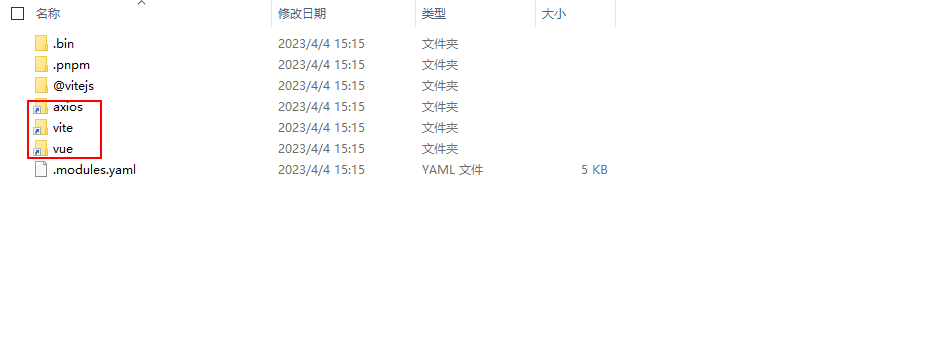 名称 修改日期 类型 大小
.bin 2023/4/4 15:15 文件夹
.pnpm 2023/4/4 15:15 文件夹
@vitejs 2023/4/4 15:15 文件夹
axios 2023/4/4 15:15 文件夹
vite 2023/4/4 15:15 文件夹
vue 2023/4/4 15:15 文件夹
.modules.yaml 2023/4/4 15:15 YAML 文件 5 KB